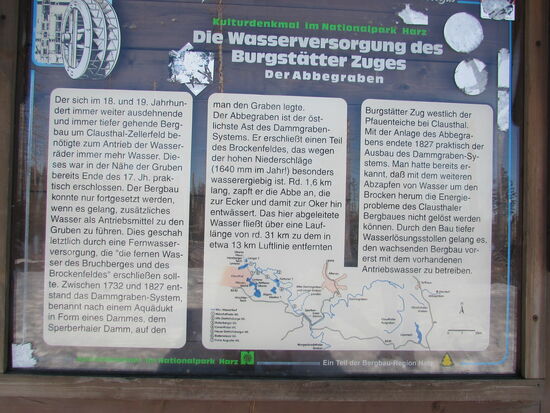 Kulturdenkmal im Nationalpark Harz
Die Wasserversorgung des
Burgstätter Zuges
Der Abbegraben
Der sich im 18. und 19. Jahrhun-
dert immer weiter ausdehnende
und immer tiefer gehende Berg-
bau um Clausthal-Zellerfeld be-
nötigte zum Antrieb der Wasser-
räder immer mehr Wasser. Die-
ses war in der Nähe der Gruben
bereits Ende des 17. Jh. prak-
tisch erschlossen. Der Bergbau
konnte nur fortgesetzt werden,
wenn es gelang, zusätzliches
Wasser als Antriebsmittel zu den
Gruben zu führen. Dies geschah
letztlich durch eine Fernwasser-
versorgung, die "die fernen Was-
ser des Bruchberges und des
Brockenfeldes" erschließen soll-
te. Zwischen 1732 und 1827 ent-
stand das Dammgraben-System,
benannt nach einem Aquädukt
in Form eines Dammes, dem
Sperberhaier Damm, auf den
man den Graben legte.
Der Abbegraben ist der öst-
lichste Ast des Dammgraben-
Systems. Er erschließt einen Teil
des Brockenfeldes, das wegen
der hohen Niederschläge
(1640 mm im Jahr!) besonders
wasserergiebig ist. Rd. 1,6 km
lang, zapft er die Abbe an, die
zur Ecker und damit zur Oker hin
entwässert. Das hier abgeleitete
Wasser fließt über eine Lauf-
länge von rd. 31 km zu dem in
etwa 13 km Luftlinie entfernten
Burgstätter Zug westlich der
Pfauenteiche bei Clausthal.
Mit der Anlage des Abbegra-
bens endete 1827 praktisch der
Ausbau des Dammgraben-Sy-
stems. Man hatte bereits er-
kannt, daß mit dem weiteren
Abzapfen von Wasser um den
Brocken herum die Energie-
probleme des Clausthaler
Bergbaues nicht gelöst werden
können. Durch den Bau tiefer
Wasserlösungsstollen gelang es,
den wachsenden Bergbau vor-
erst mit dem vorhandenen
Antriebswasser zu betreiben.
im Nationalpark Harz
Ein Teil der Bergbau-Region Harz